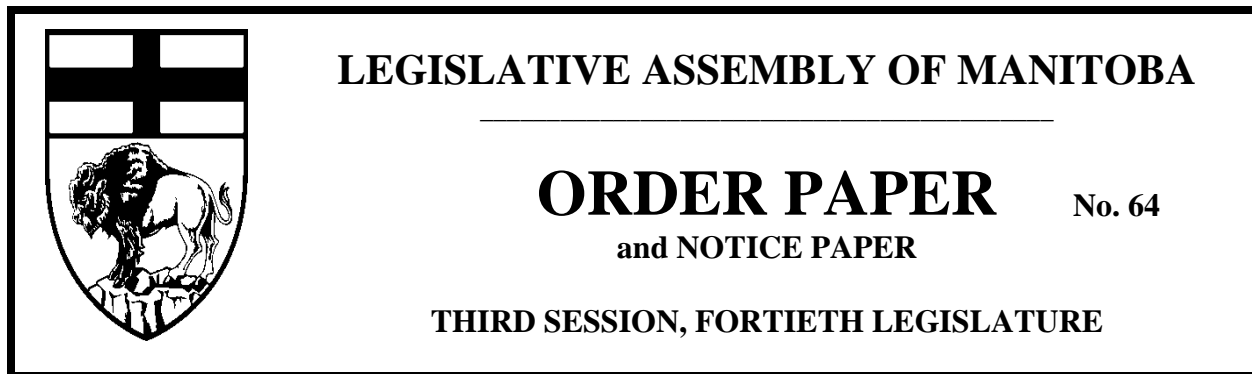 LEGISLATIVE ASSEMBLY OF MANITOBA
ORDER PAPER No. 64
and NOTICE PAPER
THIRD SESSION, FORTIETH LEGISLATURE